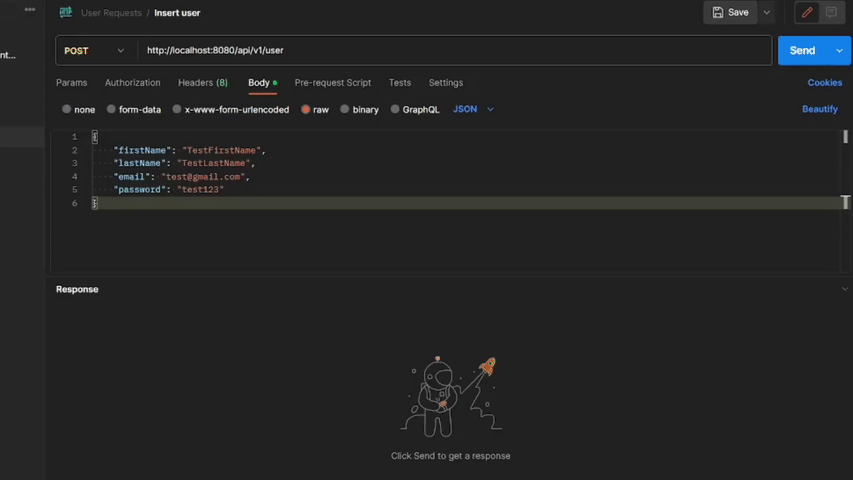 User Requests / Insert user
Save
nt...
POST
http://localhost:8080/api/v1/user
Send
Params Authorization Headers (8) Body Pre-request Script Tests Settings
Cookies
none form-data x-www-form-urlencoded raw binary GraphQL JSON
Beautify
1 {
2 "firstName": "TestFirstName",
3 "lastName": "TestLastName",
4 "email": "test@gmail.com",
5 "password": "test123"
6 }
Response
Click Send to get a response